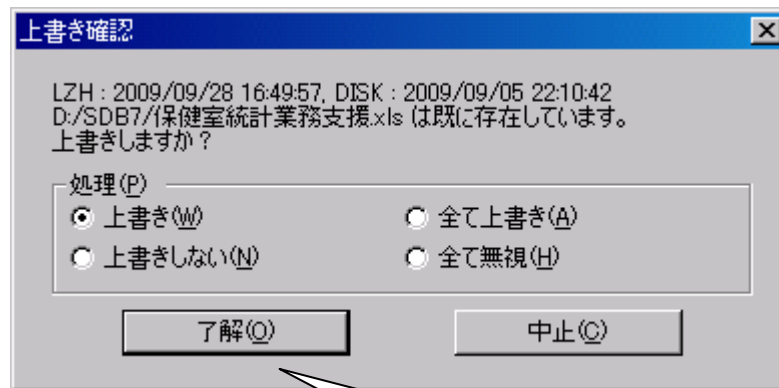 上書き確認
LZH : 2009/09/28 16:49:57, DISK : 2009/09/05 22:10:42
D:/SDB7/保健室統計業務支援.xls は既に存在しています。
上書きしますか?
処理(P)
上書き(W) 全て上書き(A)
上書きしない(N) 全て無視(H)
了解(O) 中止(C)